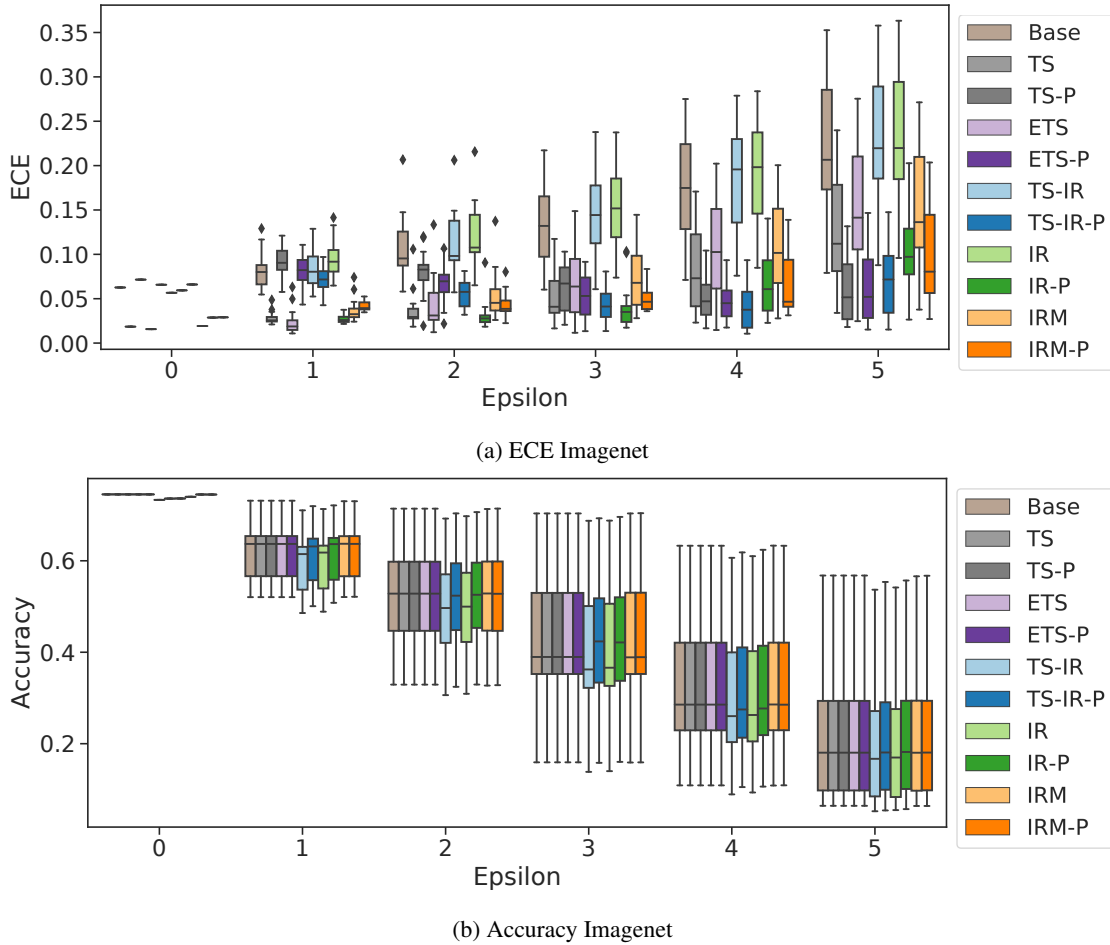 0.35
0.30
0.25
0.20
0.15
0.10
0.05
0.00
ECE
0 1 2 3 4 5
Epsilon
Base
TS
TS-P
ETS
ETS-P
TS-IR
TS-IR-P
IR
IR-P
IRM
IRM-P
(a) ECE Imagenet
0.6
0.4
0.2
Accuracy
0 1 2 3 4 5
Epsilon
Base
TS
TS-P
ETS
ETS-P
TS-IR
TS-IR-P
IR
IR-P
IRM
IRM-P
(b) Accuracy Imagenet